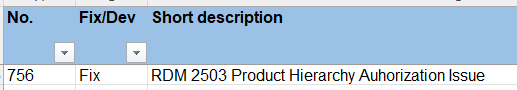 No. Fix/Dev Short description
756 Fix RDM 2503 Product Hierarchy Auhorization Issue